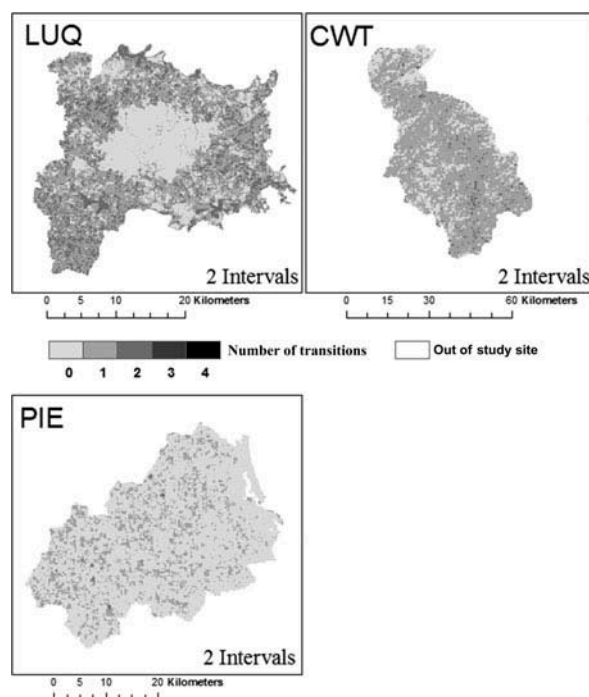 LUQ
2 Intervals
0 5 10 20 Kilometers
CWT
2 Intervals
0 15 30 60 Kilometers
Number of transitions
0 1 2 3 4
Out of study site
PIE
2 Intervals
0 5 10 20 Kilometers